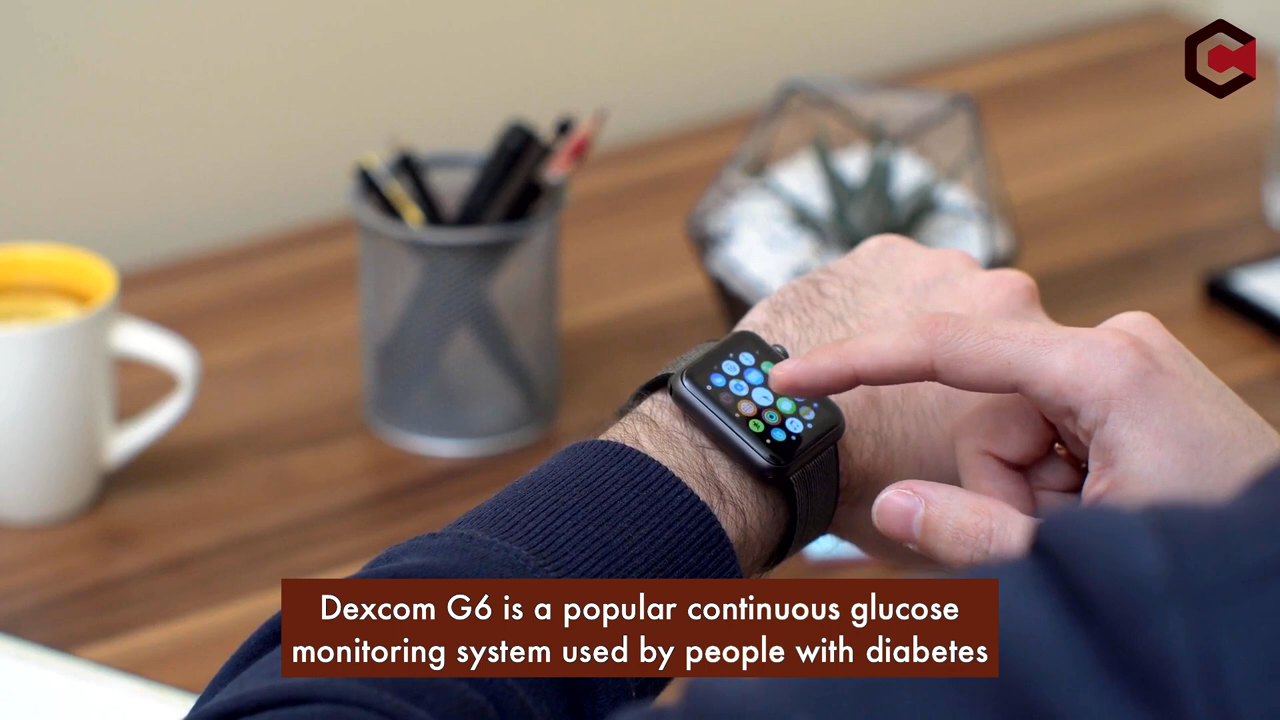 Dexcom G6 is a popular continuous glucose
monitoring system used by people with diabetes